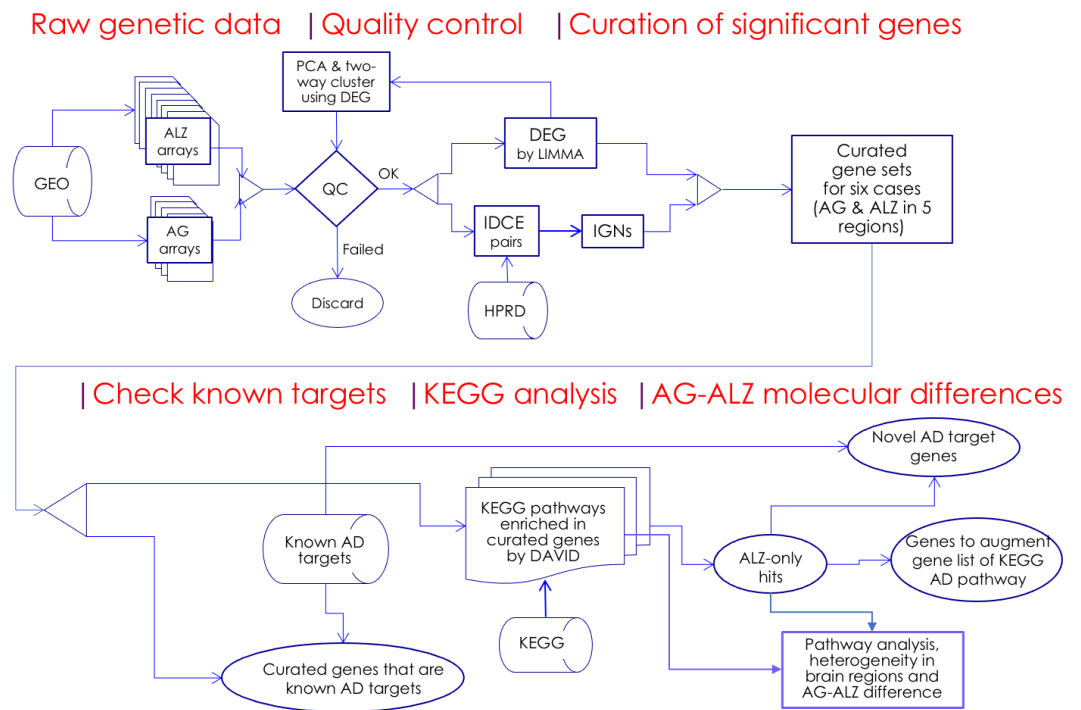 Raw genetic data | Quality control | Curation of significant genes
PCA & two-
way cluster
using DEG
ALZ
arrays
GEO
AG
arrays
QC
OK
Failed
Discard
DEG
by LIMMA
IDCE
pairs
IGNs
HPRD
Curated
gene sets
for six cases
(AG & ALZ in 5
regions)
| Check known targets | KEGG analysis | AG-ALZ molecular differences
Novel AD target
genes
Known AD
targets
KEGG pathways
enriched in
curated genes
by DAVID
ALZ-only
hits
Genes to augment
gene list of KEGG
AD pathway
KEGG
Curated genes that are
known AD targets
Pathway analysis,
heterogeneity in
brain regions and
AG-ALZ difference